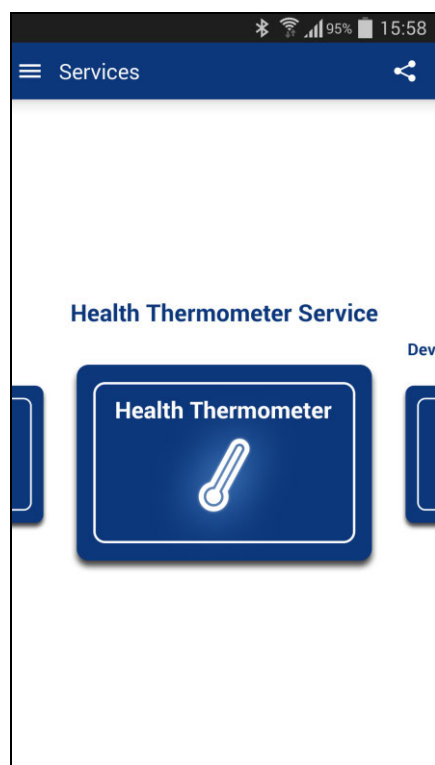 95% 15:58
Services
Health Thermometer Service
Dev
Health Thermometer